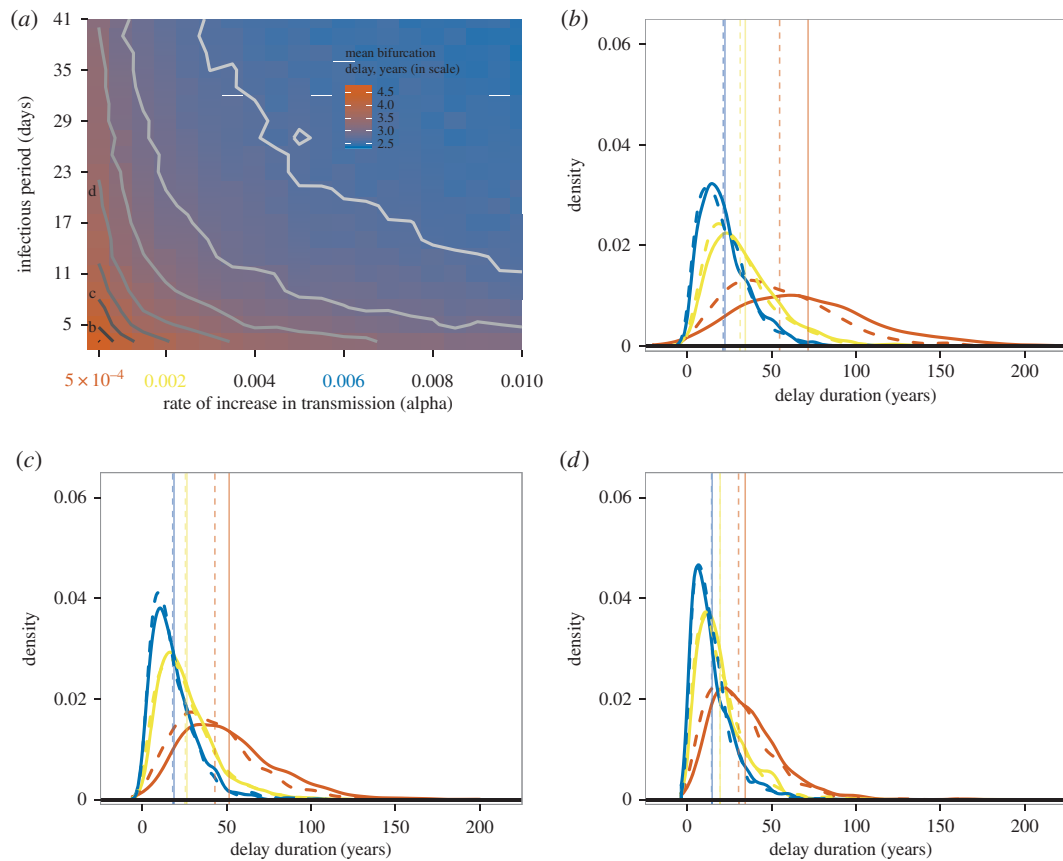 (a)
41
35
29
23
17
11
5
infectious period (days)
d
c
b
mean bifurcation
delay, years (in scale)
4.5
4.0
3.5
3.0
2.5
5 × 10⁻⁴ 0.002 0.004 0.006 0.008 0.010
rate of increase in transmission (alpha)
(b)
0.06
0.04
0.02
0
density
0 50 100 150 200
delay duration (years)
(c)
0.06
0.04
0.02
0
density
0 50 100 150 200
delay duration (years)
(d)
0.06
0.04
0.02
0
density
0 50 100 150 200
delay duration (years)